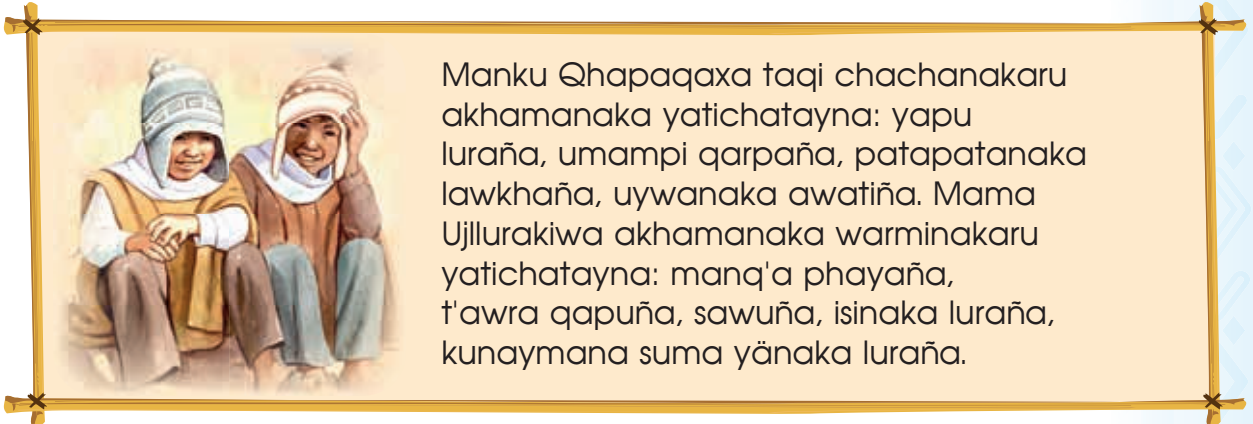 Manku Qhapaqaxa taqi chachanakaru
akhamanaka yatichatayna: yapu
luraña, umampi qarpaña, patapatanaka
lawkhaña, uywanaka awatiña. Mama
Ujllurakiwa akhamanaka warminakaru
yatichatayna: manq'a phayaña,
t'awra qapuña, sawuña, isinaka luraña,
kunaymana suma yänaka luraña.